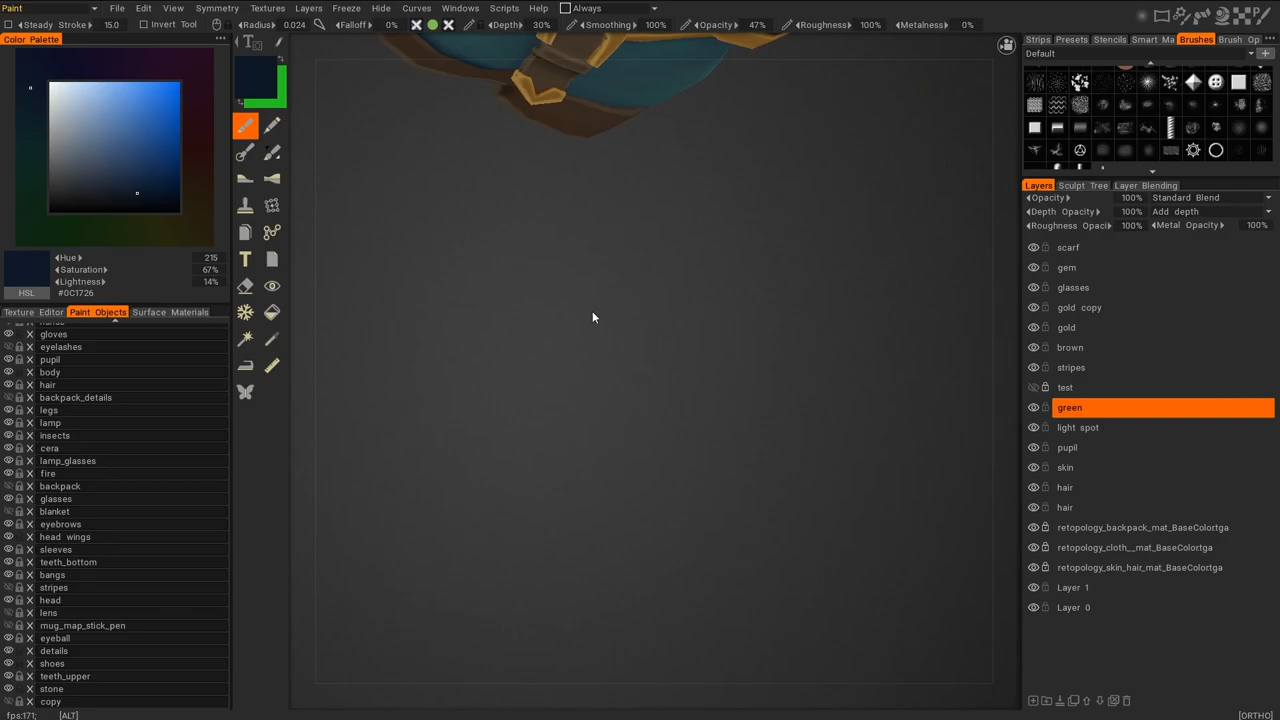 Paint File Edit View Symmetry Textures Layers Freeze Hide Curves Windows Scripts Help Always
Steady Stroke 15.0 Invert Tool Radius 0.024 Falloff 0% Depth 30% Smoothing 100% Opacity 47% Roughness 100% Metalness 0%
Color Palette
Hue 215
Saturation 67%
Lightness 14%
HSL #0C1726
Texture Editor Paint Objects Surface Materials
gloves
eyelashes
pupil
body
hair
backpack_details
legs
lamp
insects
cera
lamp_glasses
fire
backpack
glasses
blanket
eyebrows
head wings
sleeves
teeth_bottom
bangs
stripes
head
lens
mug_map_stick_pen
eyeball
details
shoes
teeth_upper
stone
copy
fps:171; [ALT]
Strips Presets Stencils Smart Ma Brushes Brush Op
Default
Layers Sculpt Tree Layer Blending
Opacity 100% Standard Blend
Depth Opacity 100% Add depth
Roughness Opaci 100% Metal Opacity 100%
scarf
gem
glasses
gold copy
gold
brown
stripes
test
green
light spot
pupil
skin
hair
hair
retopology_backpack_mat_BaseColortga
retopology_cloth__mat_BaseColortga
retopology_skin_hair_mat_BaseColortga
Layer 1
Layer 0
[ORTHO]